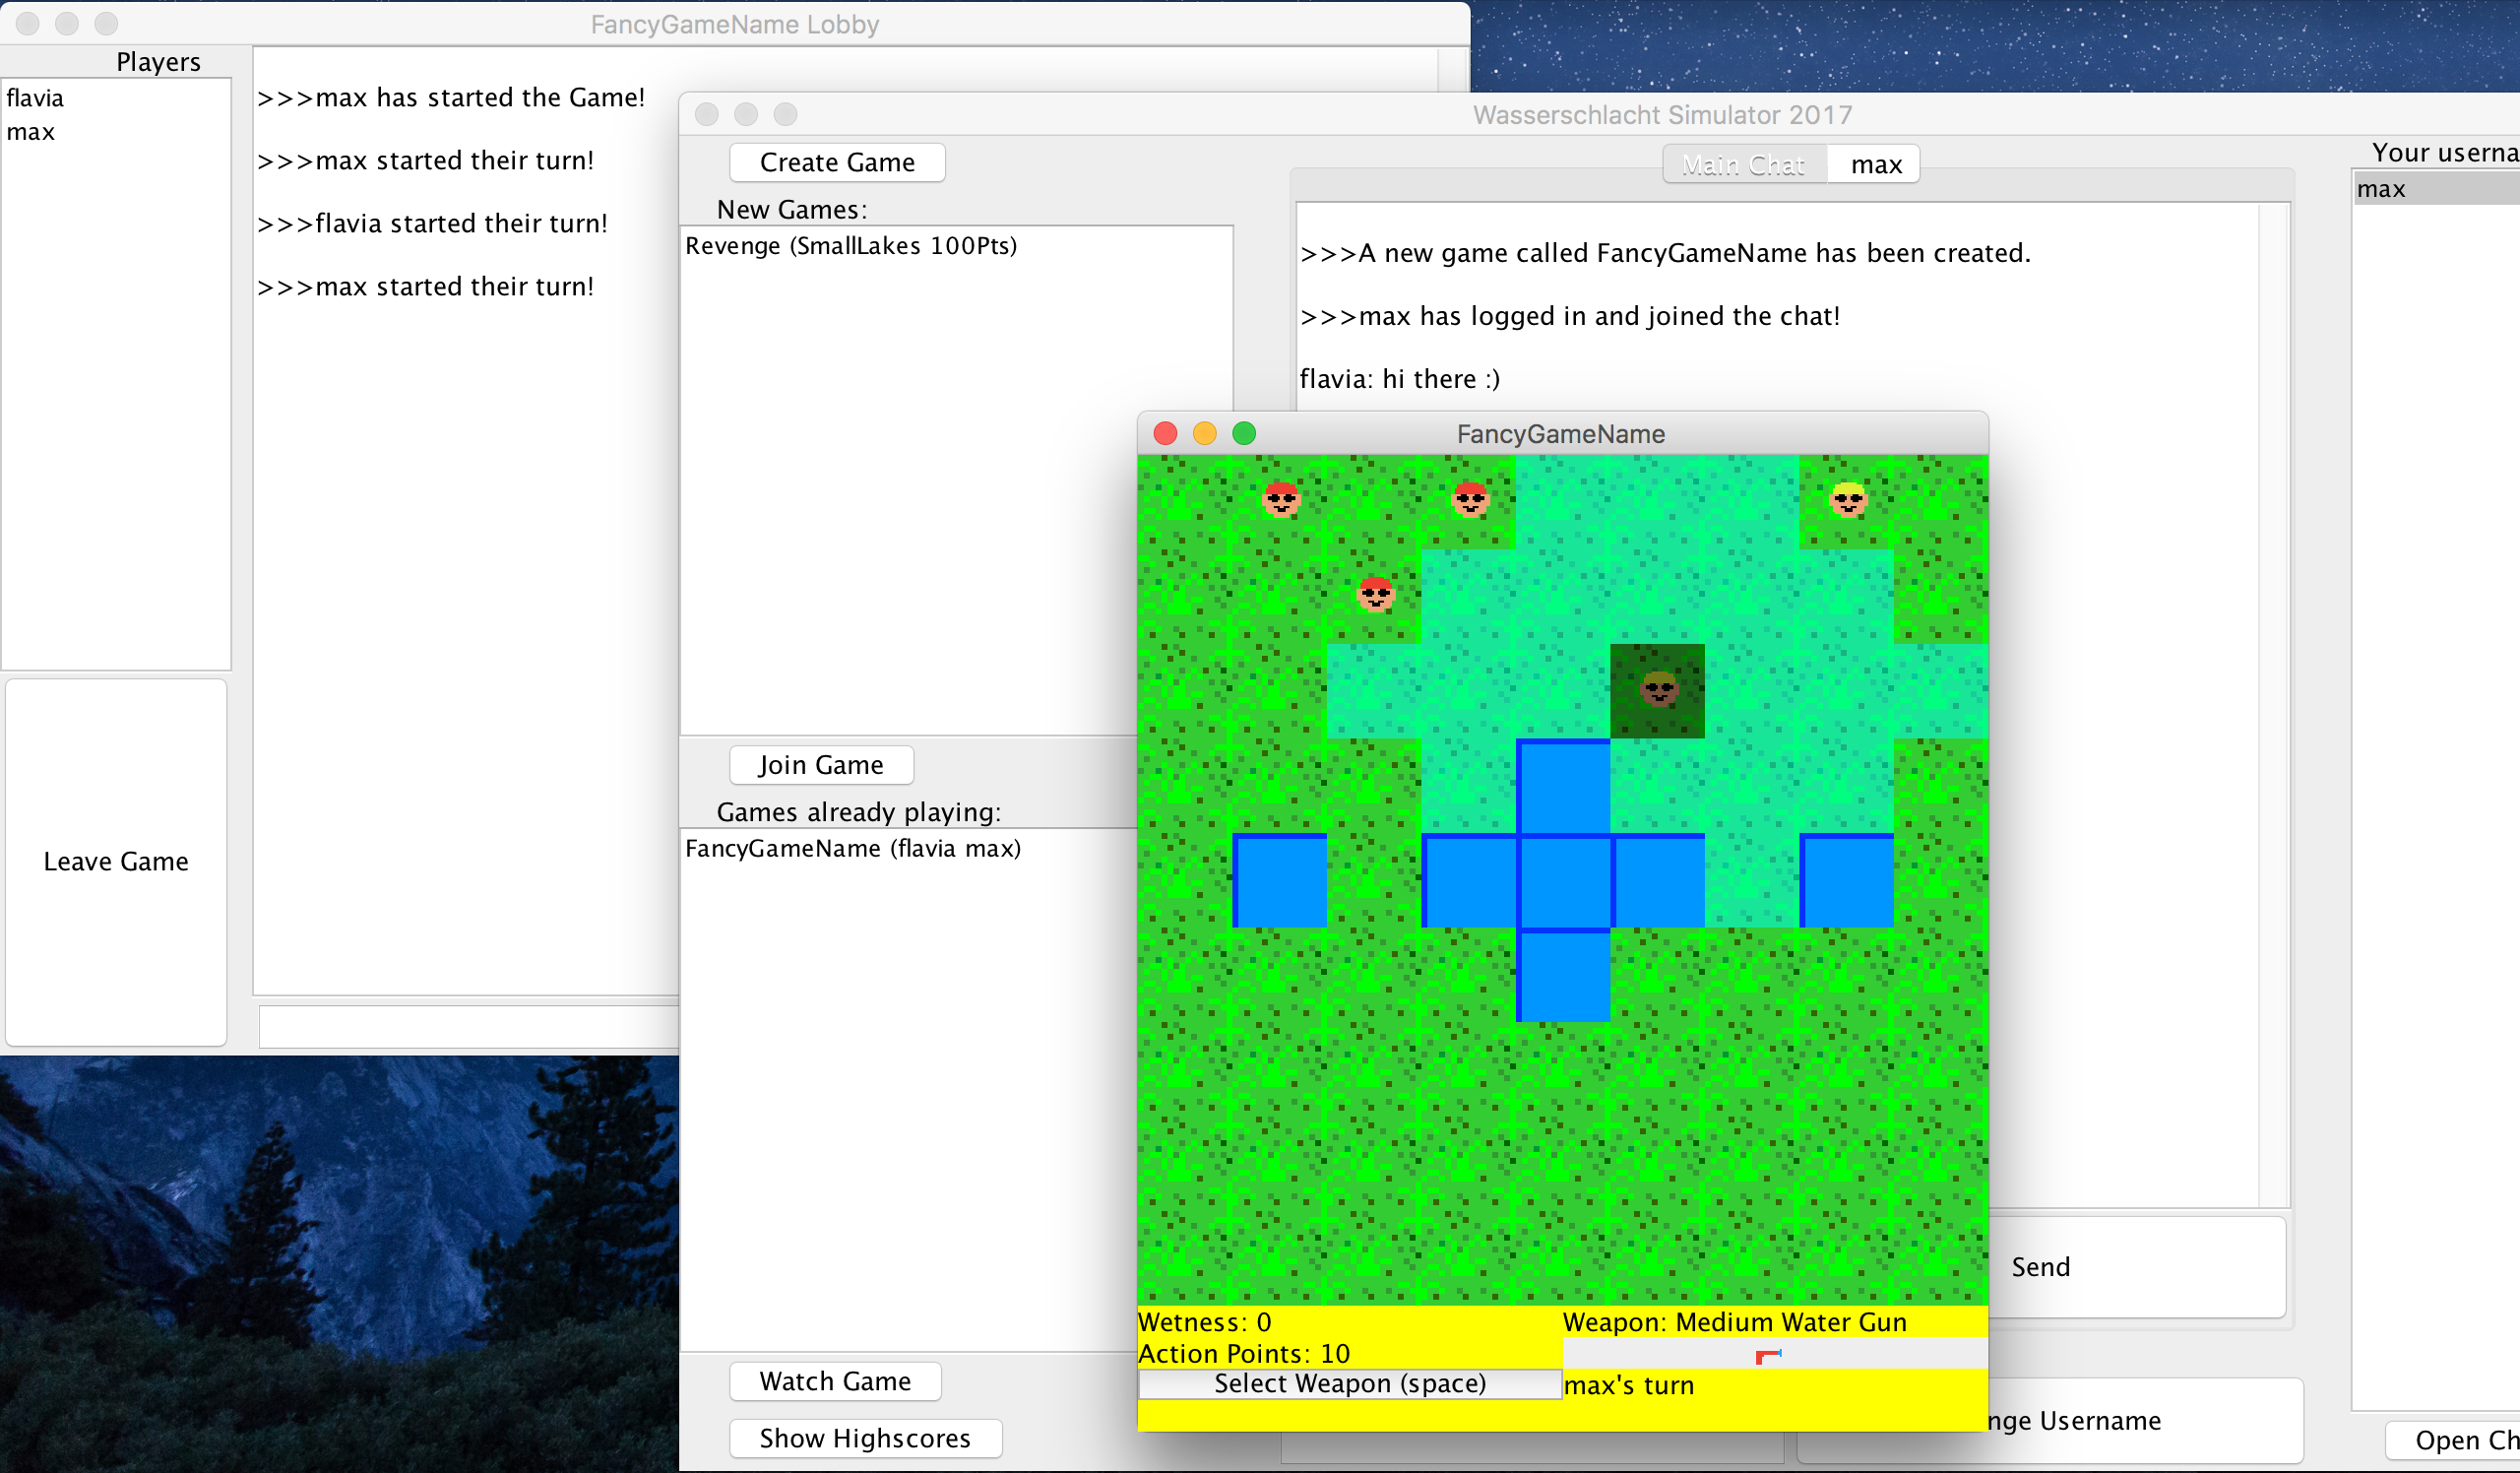 FancyGameName Lobby
Players
flavia
max
>>>max has started the Game!
>>>max started their turn!
>>>flavia started their turn!
>>>max started their turn!
Leave Game
Wasserschlacht Simulator 2017
Create Game
New Games:
Revenge (SmallLakes 100Pts)
Join Game
Games already playing:
FancyGameName (flavia max)
Watch Game
Show Highscores
Main Chat
max
>>>A new game called FancyGameName has been created.
>>>max has logged in and joined the chat!
flavia: hi there :)
Send
nge Username
Your userna
max
Open Ch
FancyGameName
Wetness: 0
Weapon: Medium Water Gun
Action Points: 10
Select Weapon (space)
max's turn